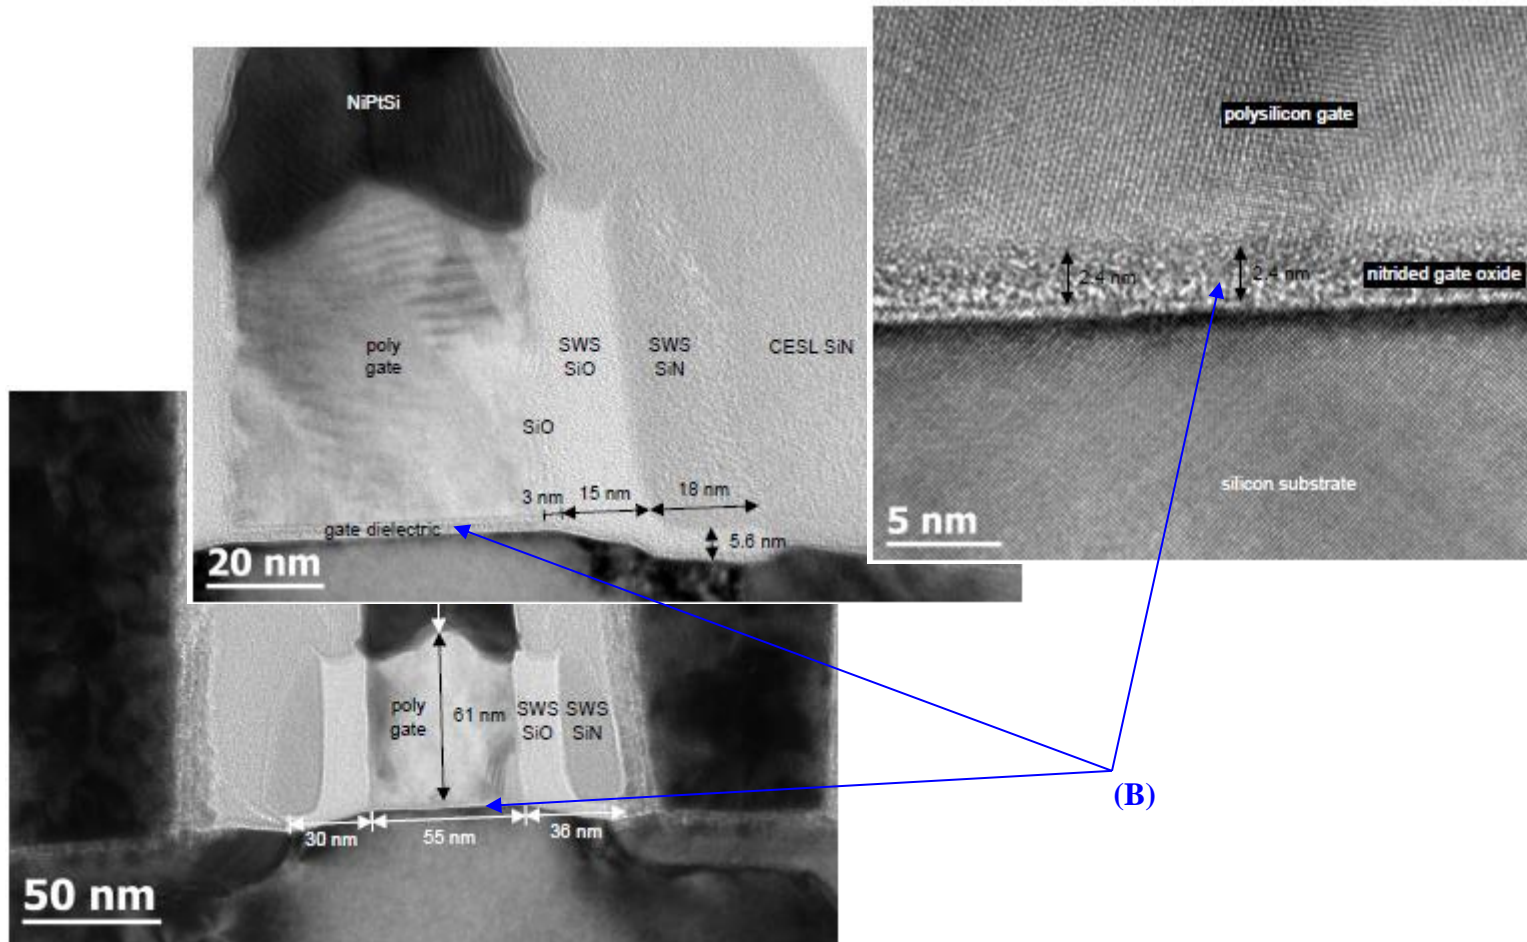 NiPtSi
poly
gate
SWS
SiO
SWS
SiN
CESL SiN
SiO
3 nm
15 nm
18 nm
gate dielectric
5.6 nm
20 nm
polysilicon gate
2.4 nm
2.4 nm
nitrided gate oxide
silicon substrate
5 nm
poly
gate
61 nm
SWS
SiO
SWS
SiN
30 nm
55 nm
36 nm
50 nm
(B)